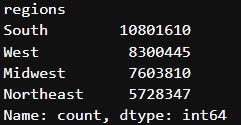 regions
South 10801610
West 8300445
Midwest 7603810
Northeast 5728347
Name: count, dtype: int64